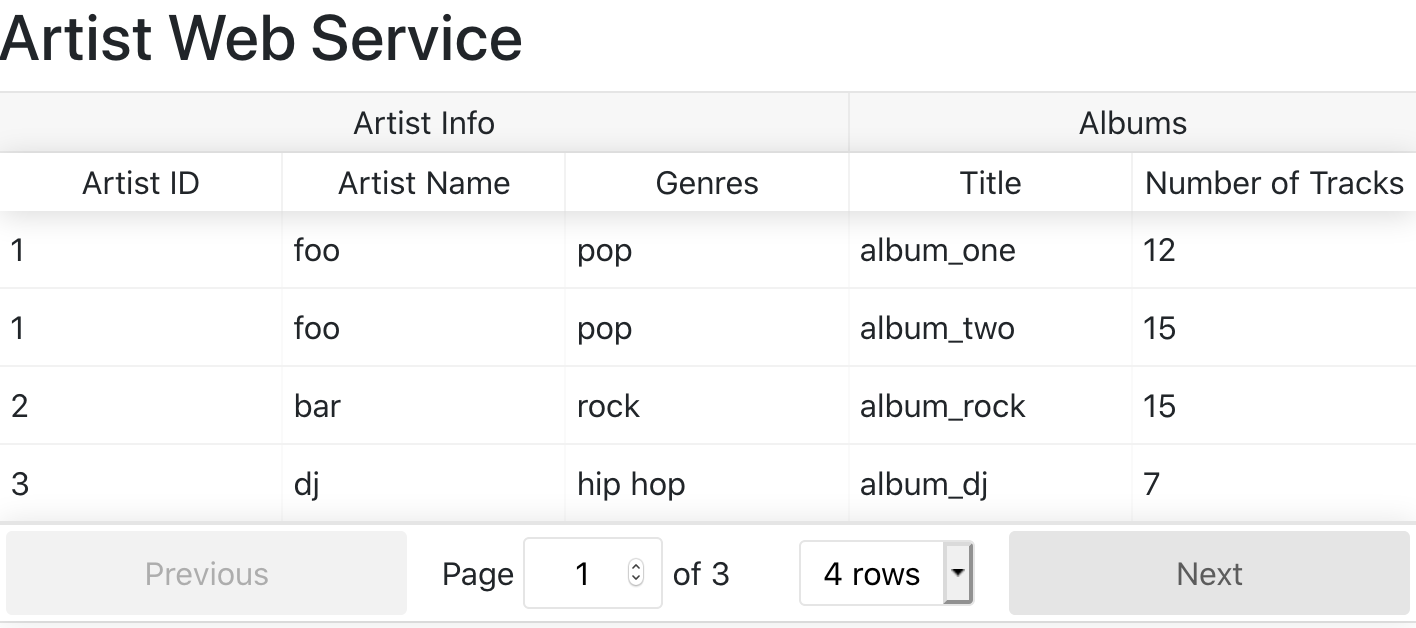 Artist Web Service
Artist Info Albums
Artist ID Artist Name Genres Title Number of Tracks
1 foo pop album_one 12
1 foo pop album_two 15
2 bar rock album_rock 15
3 dj hip hop album_dj 7
Previous Page 1 of 3 4 rows Next